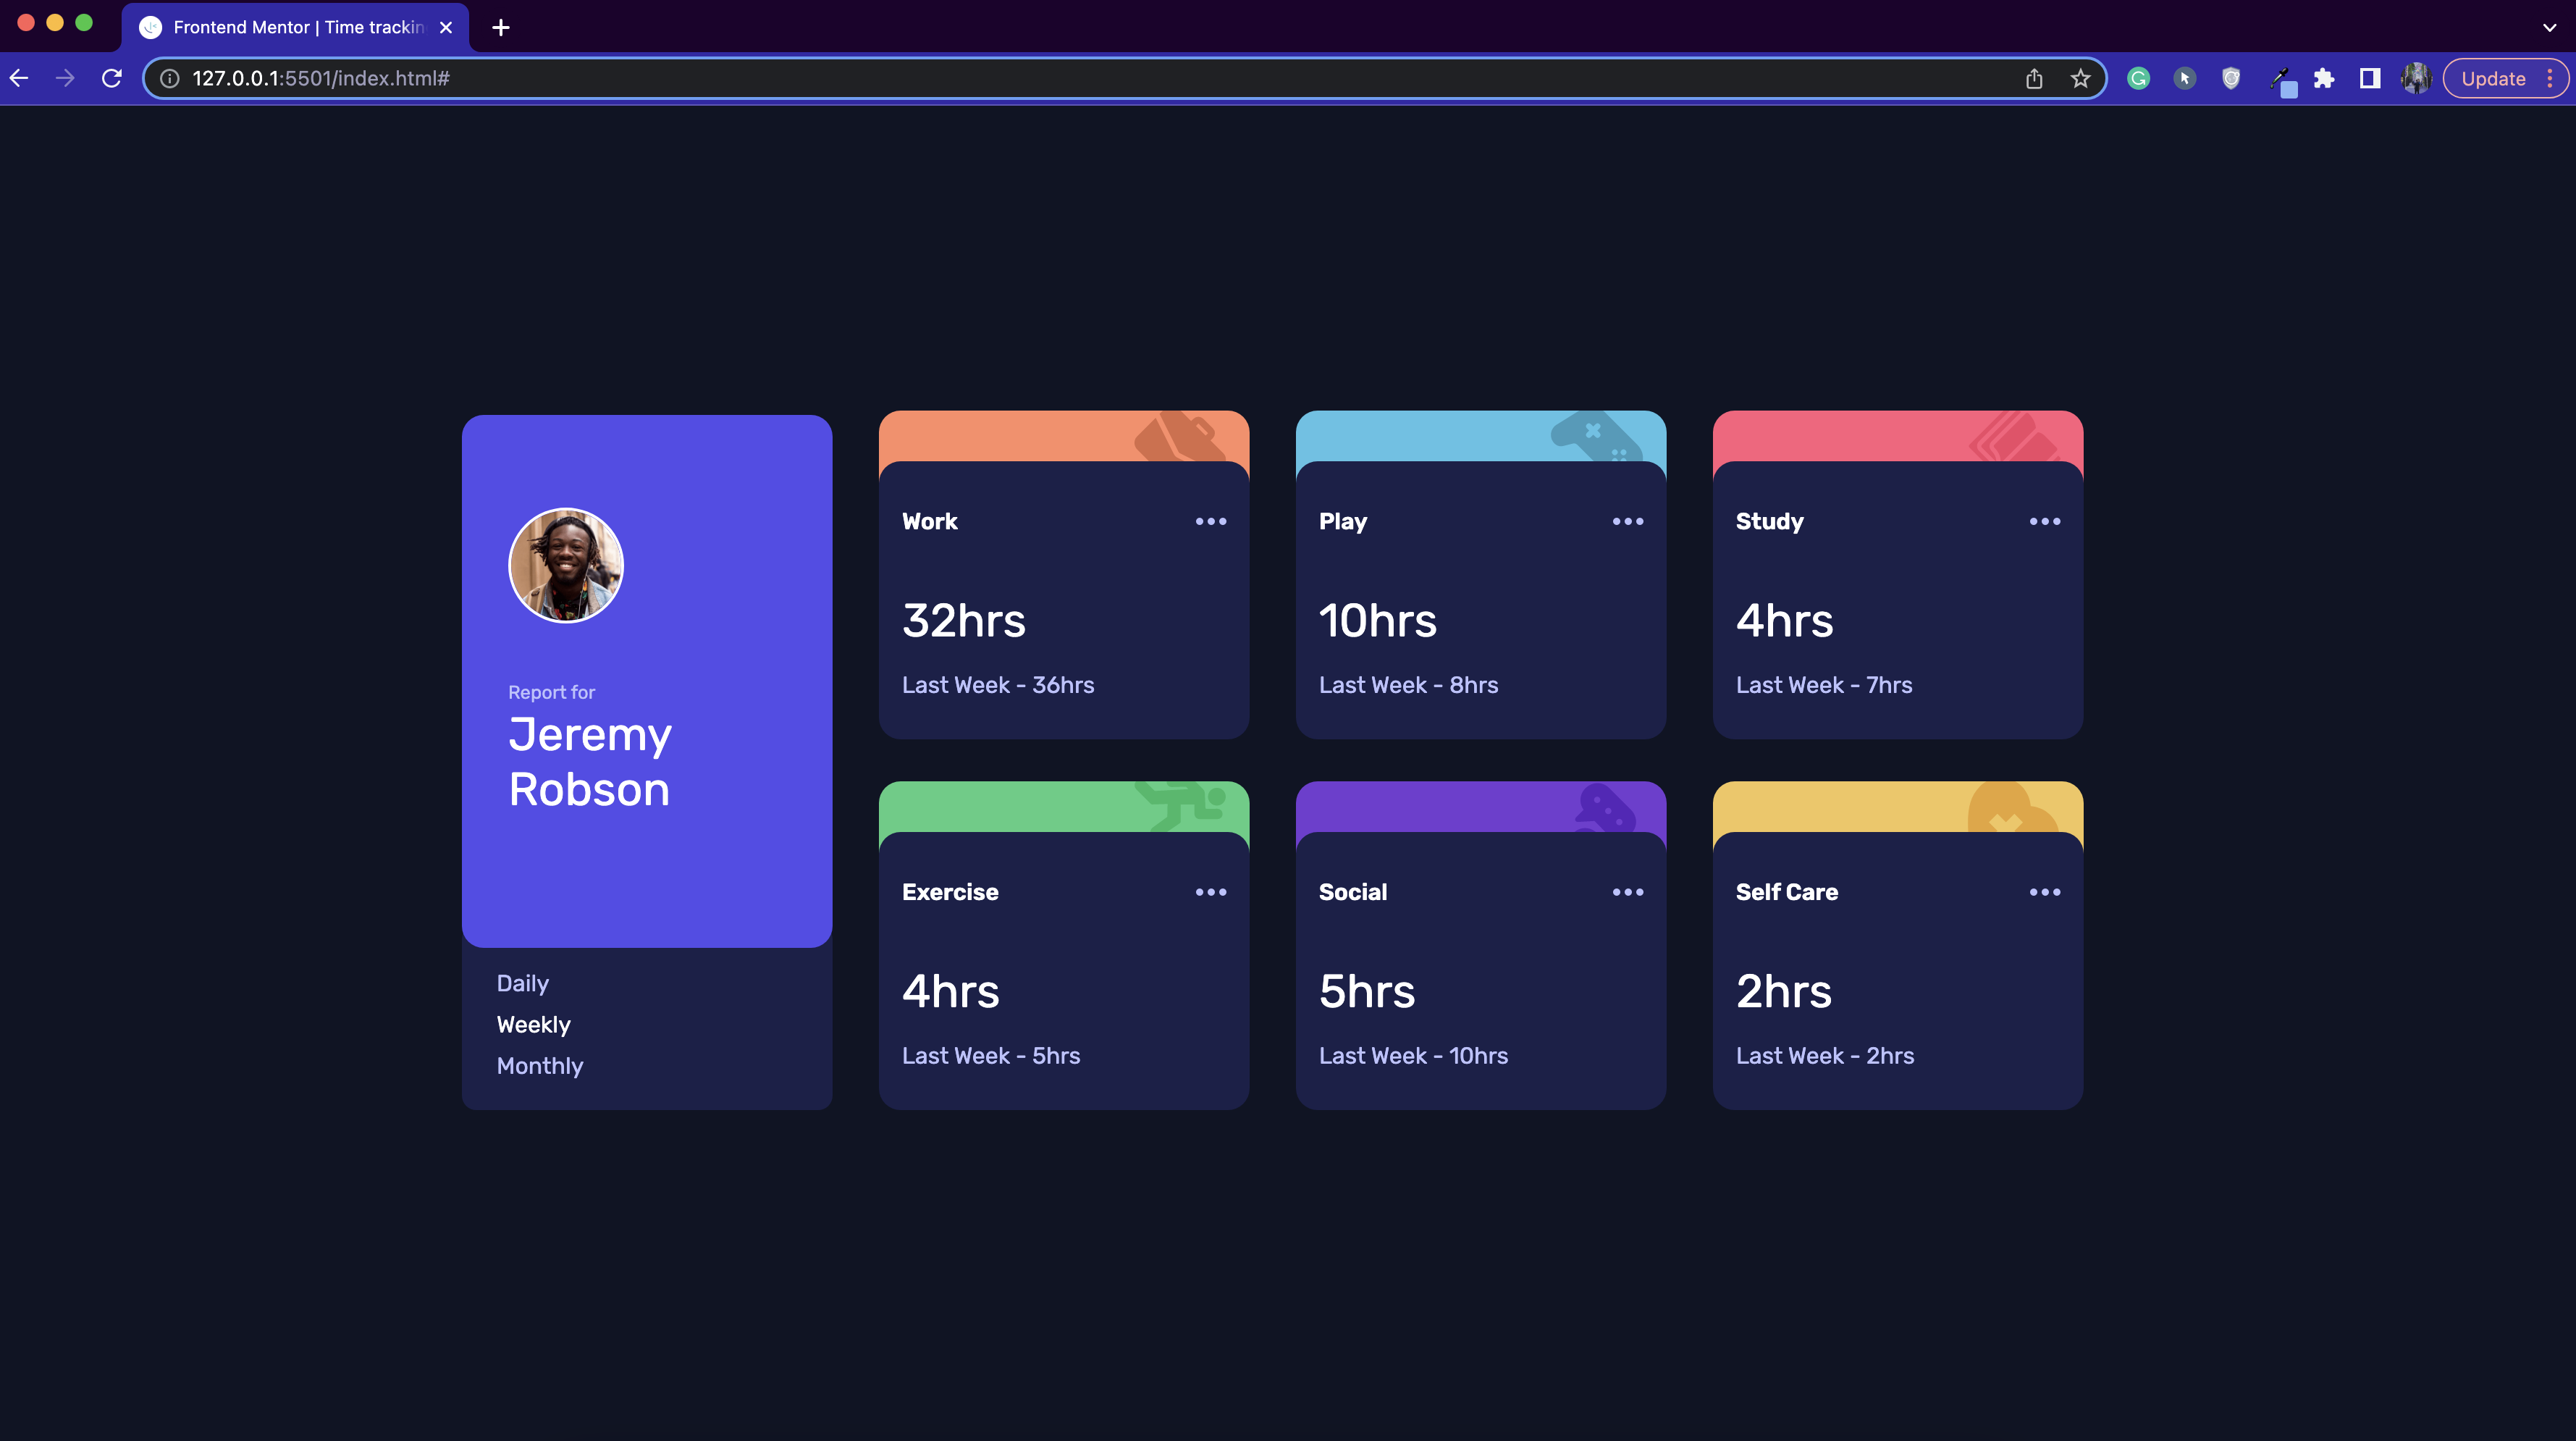 Frontend Mentor | Time trackin
127.0.0.1:5501/index.html#
Update
Report for
Jeremy
Robson
Daily
Weekly
Monthly
Work
32hrs
Last Week - 36hrs
Play
10hrs
Last Week - 8hrs
Study
4hrs
Last Week - 7hrs
Exercise
4hrs
Last Week - 5hrs
Social
5hrs
Last Week - 10hrs
Self Care
2hrs
Last Week - 2hrs